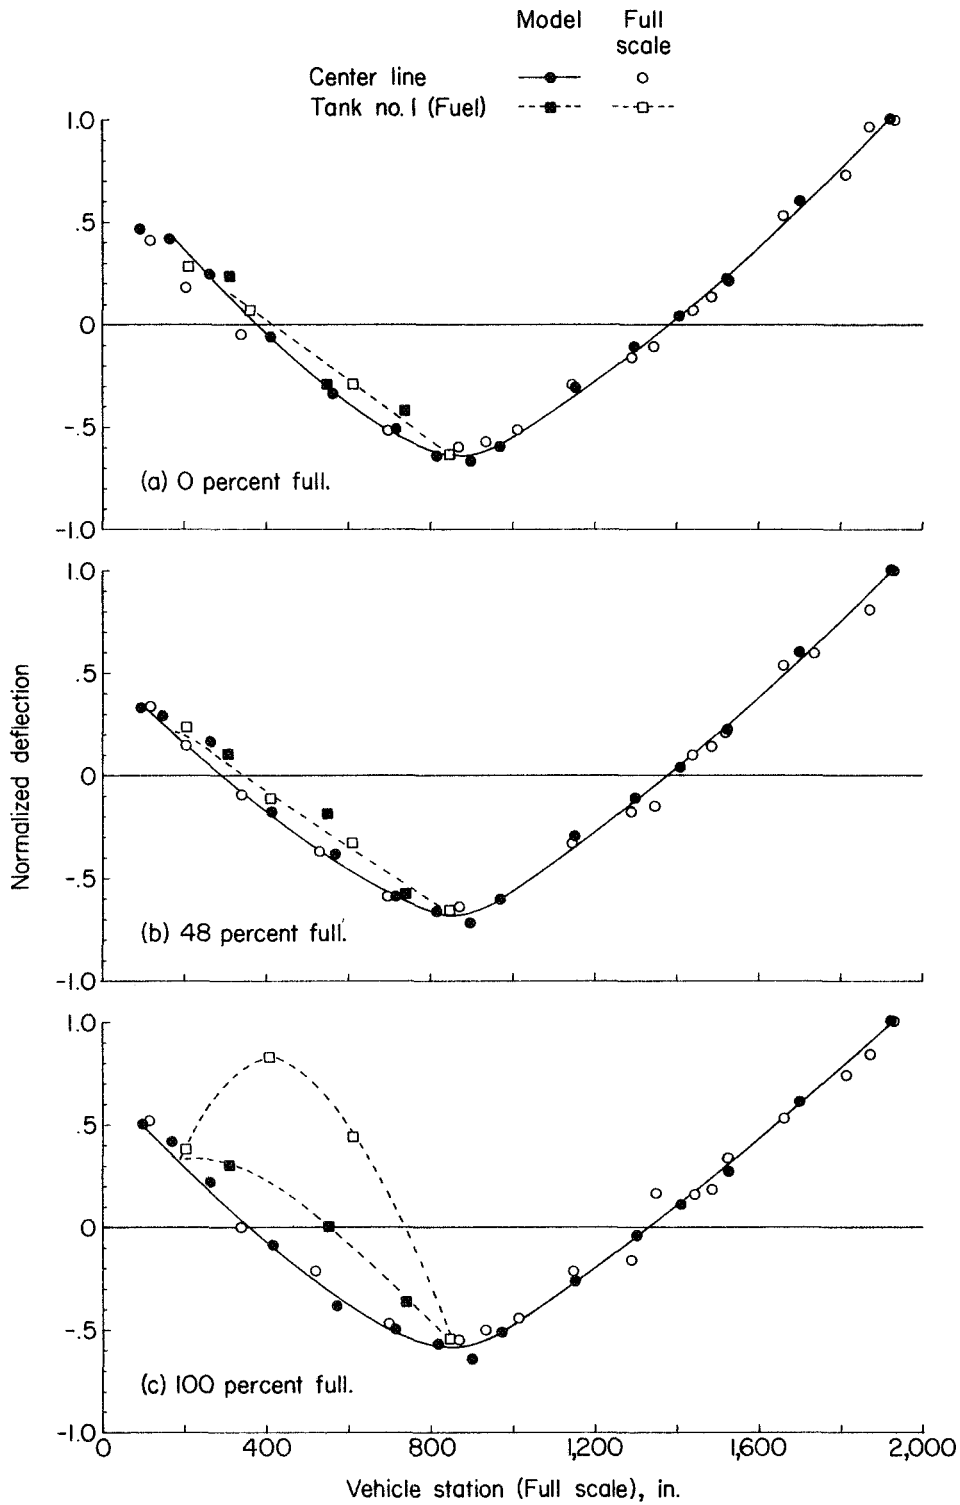 Model Full scale
Center line
Tank no. 1 (Fuel)
1.0
.5
0
-.5
-1.0
(a) 0 percent full.
1.0
.5
0
-.5
-1.0
(b) 48 percent full.
Normalized deflection
1.0
.5
0
-.5
-1.0
(c) 100 percent full.
0 400 800 1,200 1,600 2,000
Vehicle station (Full scale), in.